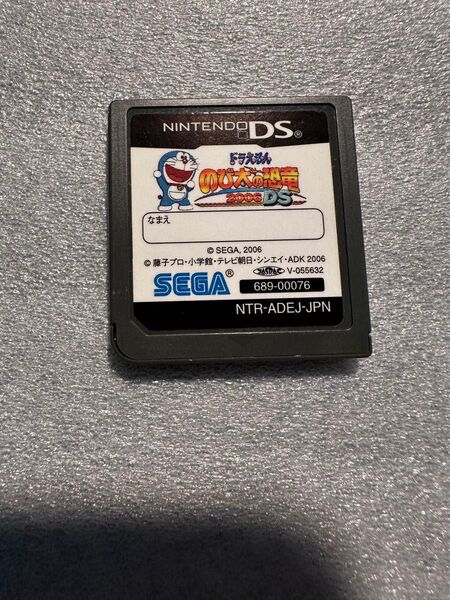 NINTENDO DS®
ドラえもん
のび太の恐竜
2006 DS
なまえ
© SEGA, 2006
© 藤子プロ・小学館・テレビ朝日・シンエイ・ADK 2006
JASRAC V-055632
SEGA® 689-00076
NTR-ADEJ-JPN